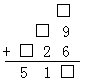 □
□ 9
+ □ 2 6
5 1 □